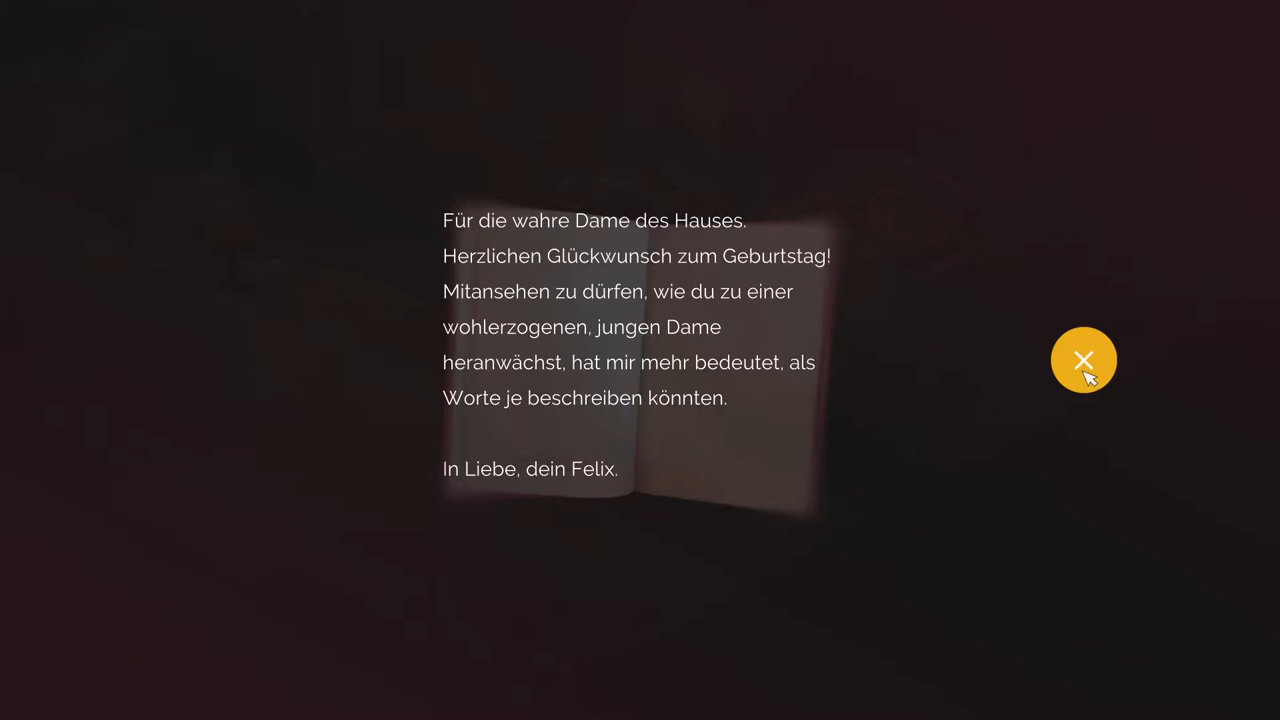 Für die wahre Dame des Hauses.
Herzlichen Glückwunsch zum Geburtstag!
Mitansehen zu dürfen, wie du zu einer
wohlerzogenen, jungen Dame
heranwächst, hat mir mehr bedeutet, als
Worte je beschreiben könnten.
In Liebe, dein Felix.